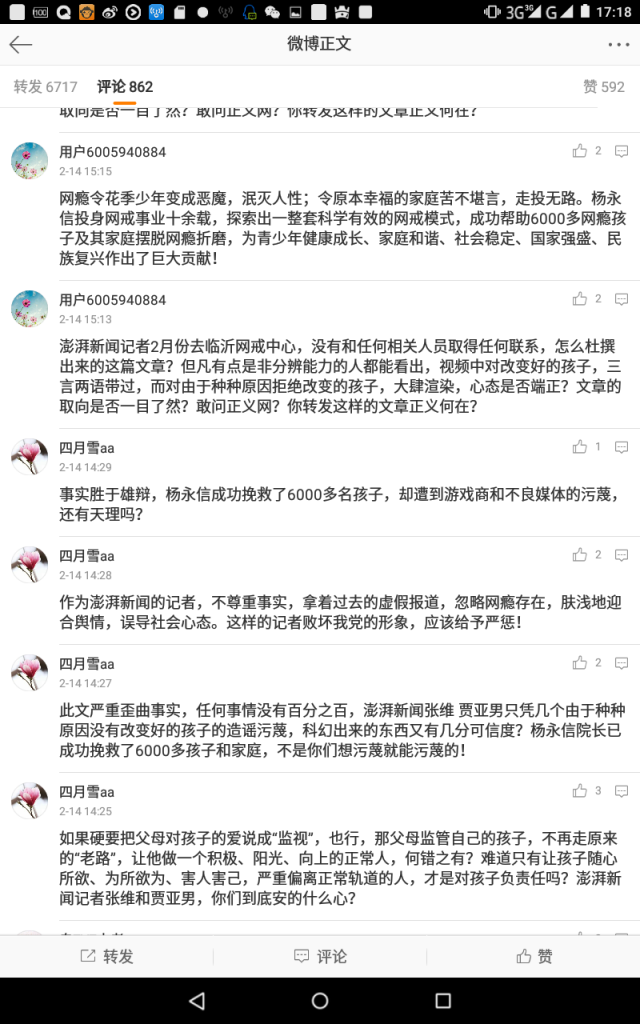 3G 3G G 17:18
微博正文
转发 6717 评论 862 赞 592
取向是否一目了然？敢问正义网？你转发这样的文章正义何在？
用户6005940884 2
2-14 15:15
网瘾令花季少年变成恶魔，泯灭人性；令原本幸福的家庭苦不堪言，走投无路。杨永
信投身网戒事业十余载，探索出一整套科学有效的网戒模式，成功帮助6000多网瘾孩
子及其家庭摆脱网瘾折磨，为青少年健康成长、家庭和谐、社会稳定、国家强盛、民
族复兴作出了巨大贡献！
用户6005940884 2
2-14 15:13
澎湃新闻记者2月份去临沂网戒中心，没有和任何相关人员取得任何联系，怎么杜撰
出来的这篇文章？但凡有点是非分辨能力的人都能看出，视频中对改变好的孩子，三
言两语带过，而对由于种种原因拒绝改变的孩子，大肆渲染，心态是否端正？文章的
取向是否一目了然？敢问正义网？你转发这样的文章正义何在？
四月雪aa 1
2-14 14:29
事实胜于雄辩，杨永信成功挽救了6000多名孩子，却遭到游戏商和不良媒体的污蔑，
还有天理吗？
四月雪aa 2
2-14 14:28
作为澎湃新闻的记者，不尊重事实，拿着过去的虚假报道，忽略网瘾存在，肤浅地迎
合舆情，误导社会心态。这样的记者败坏我党的形象，应该给予严惩！
四月雪aa 2
2-14 14:27
此文严重歪曲事实，任何事情没有百分之百，澎湃新闻张维 贾亚男只凭几个由于种种
原因没有改变好的孩子的造谣污蔑，科幻出来的东西又有几分可信度？杨永信院长已
成功挽救了6000多孩子和家庭，不是你们想污蔑就能污蔑的！
四月雪aa 3
2-14 14:25
如果硬要把父母对孩子的爱说成“监视”，也行，那父母监管自己的孩子，不再走原来
的“老路”，让他做一个积极、阳光、向上的正常人，何错之有？难道只有让孩子随心
所欲、为所欲为、害人害己，严重偏离正常轨道的人，才是对孩子负责任吗？澎湃新
闻记者张维和贾亚男，你们到底安的什么心？
转发 评论 赞